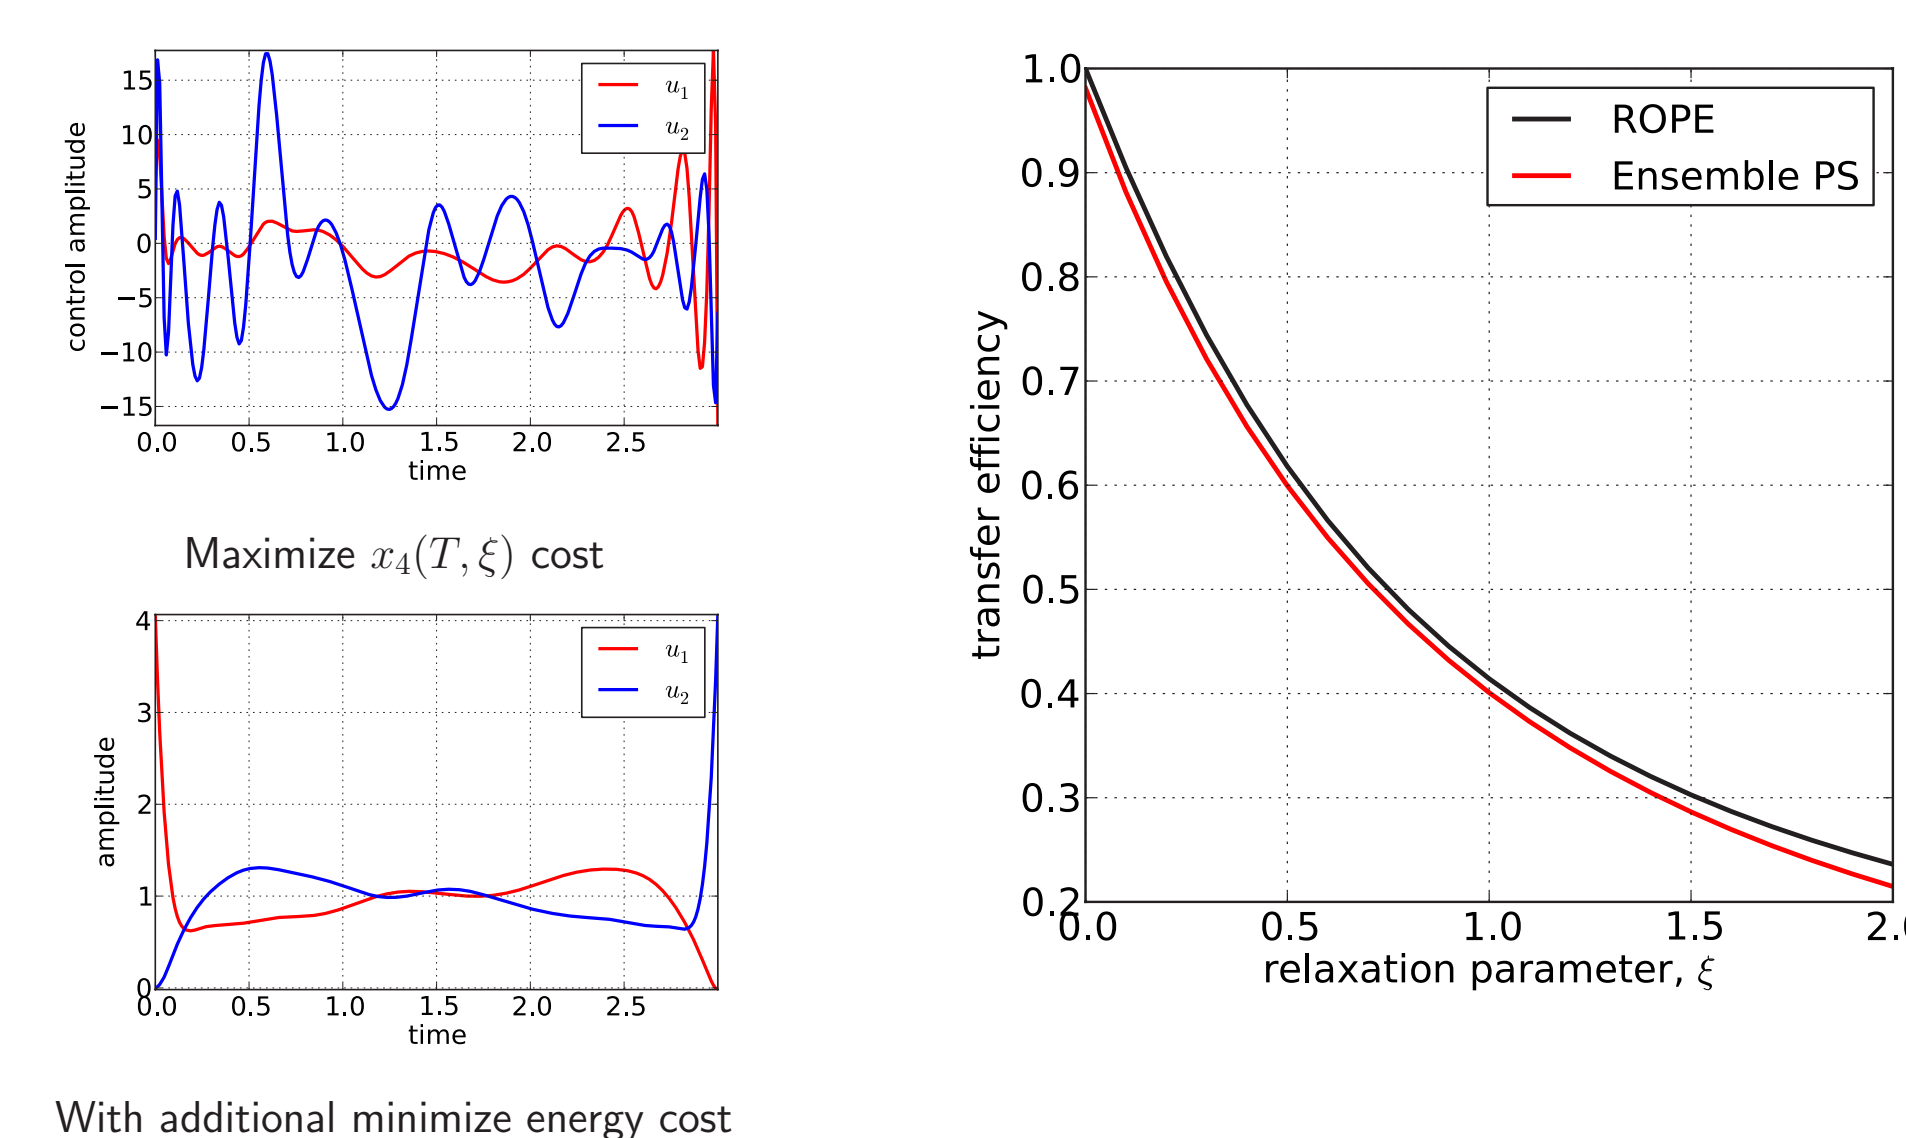 15
10
5
0
−5
−10
−15
control amplitude
u1
u2
0.0 0.5 1.0 1.5 2.0 2.5
time
Maximize x4(T, ξ) cost
4
3
2
1
0
amplitude
u1
u2
0.0 0.5 1.0 1.5 2.0 2.5
time
With additional minimize energy cost
1.0
0.9
0.8
0.7
0.6
0.5
0.4
0.3
0.2
transfer efficiency
ROPE
Ensemble PS
0.0 0.5 1.0 1.5
relaxation parameter, ξ